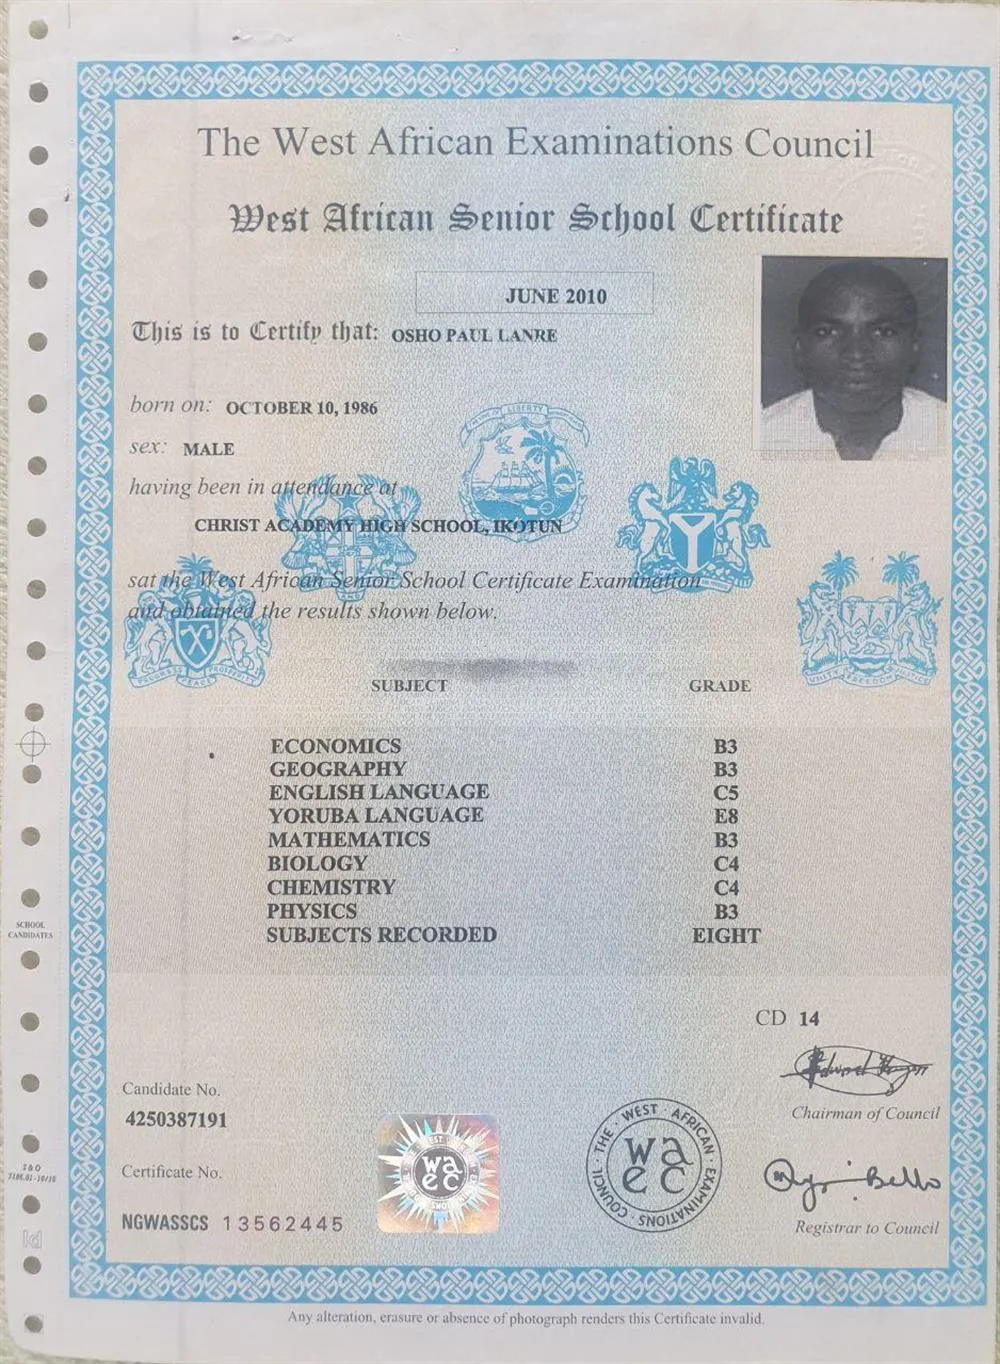 The West African Examinations Council
West African Senior School Certificate
JUNE 2010
This is to Certify that: OSHO PAUL LANRE
born on: OCTOBER 10, 1986
sex: MALE
having been in attendance at
CHRIST ACADEMY HIGH SCHOOL, IKOTUN
sat the West African Senior School Certificate Examination
and obtained the results shown below.
SUBJECT GRADE
ECONOMICS B3
GEOGRAPHY B3
ENGLISH LANGUAGE C5
YORUBA LANGUAGE E8
MATHEMATICS B3
BIOLOGY C4
CHEMISTRY C4
PHYSICS B3
SUBJECTS RECORDED EIGHT
SCHOOL
CANDIDATES
CD 14
Chairman of Council
Candidate No.
4250387191
THE WEST AFRICAN EXAMINATIONS COUNCIL
wa
ec
wa
ec
Bello
Registrar to Council
Certificate No.
NGWASSCS 13562445
Any alteration, erasure or absence of photograph renders this Certificate invalid.